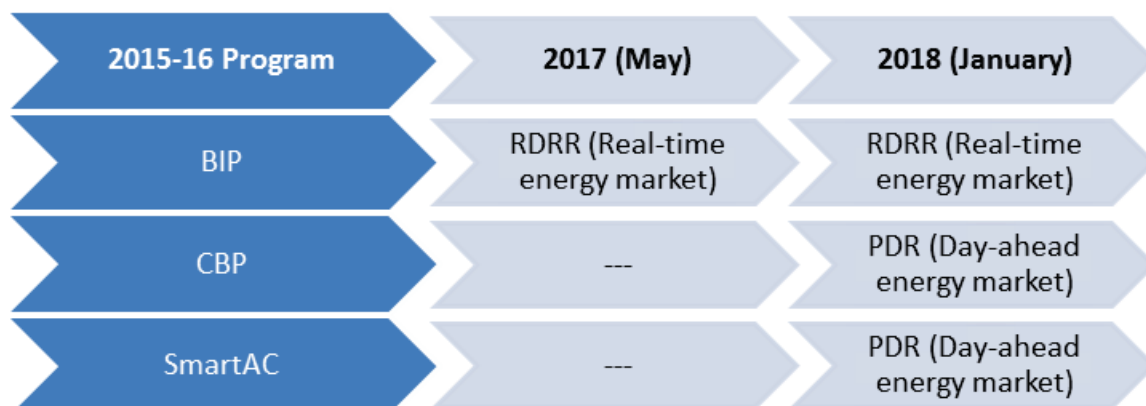 2015-16 Program
2017 (May)
2018 (January)
BIP
RDRR (Real-time
energy market)
RDRR (Real-time
energy market)
CBP
---
PDR (Day-ahead
energy market)
SmartAC
---
PDR (Day-ahead
energy market)